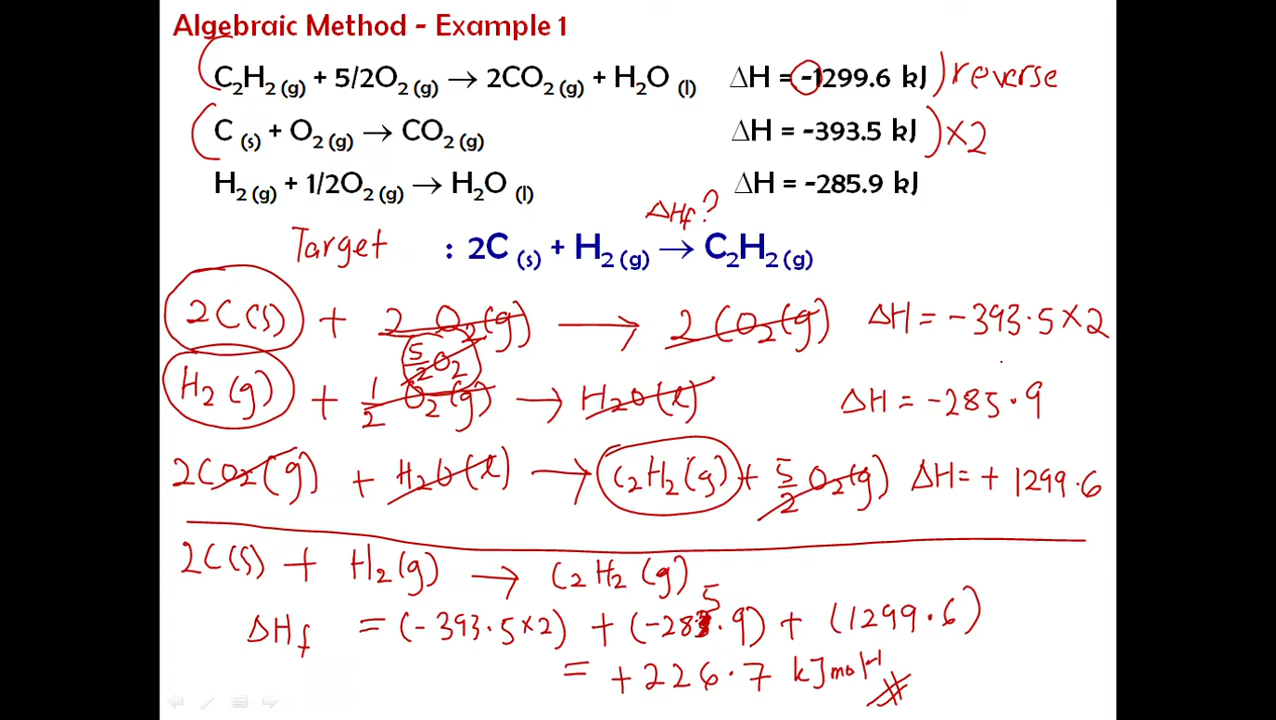 Algebraic Method - Example 1
C₂H₂ (g) + 5/2O₂ (g) → 2CO₂ (g) + H₂O (l) ΔH = -1299.6 kJ ) reverse
C (s) + O₂ (g) → CO₂ (g) ΔH = -393.5 kJ ) ×2
H₂ (g) + 1/2O₂ (g) → H₂O (l) ΔH = -285.9 kJ
ΔHf?
Target : 2C (s) + H₂ (g) → C₂H₂ (g)
2C(s) + 2 O₂(g) → 2CO₂(g) ΔH = -393.5×2
5/2 O₂
H₂(g) + 1/2 O₂(g) → H₂O(l) ΔH = -285.9
2CO₂(g) + H₂O(l) → C₂H₂(g) + 5/2 O₂(g) ΔH = +1299.6
2C(s) + H₂(g) → C₂H₂(g)
ΔHf = (-393.5×2) + (-285.9) + (1299.6)
= +226.7 kJmol⁻¹